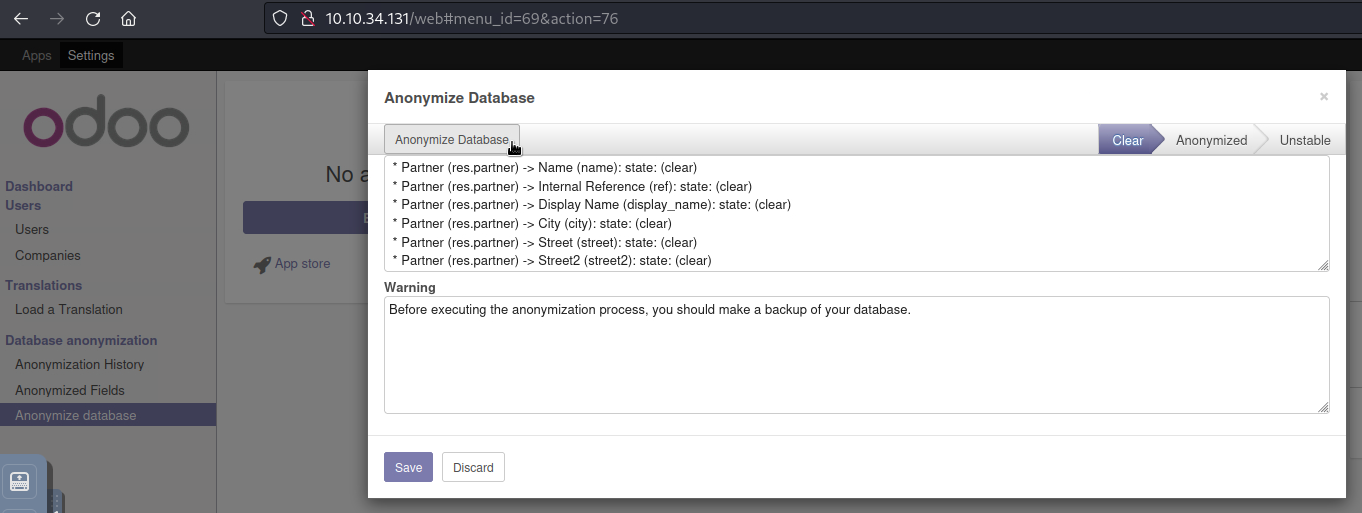 10.10.34.131/web#menu_id=69&action=76
Apps Settings
odoo
Dashboard
Users
Users
Companies
Translations
Load a Translation
Database anonymization
Anonymization History
Anonymized Fields
Anonymize database
No a
App store
Anonymize Database ×
Anonymize Database Clear Anonymized Unstable
* Partner (res.partner) -> Name (name): state: (clear)
* Partner (res.partner) -> Internal Reference (ref): state: (clear)
* Partner (res.partner) -> Display Name (display_name): state: (clear)
* Partner (res.partner) -> City (city): state: (clear)
* Partner (res.partner) -> Street (street): state: (clear)
* Partner (res.partner) -> Street2 (street2): state: (clear)
Warning
Before executing the anonymization process, you should make a backup of your database.
Save Discard